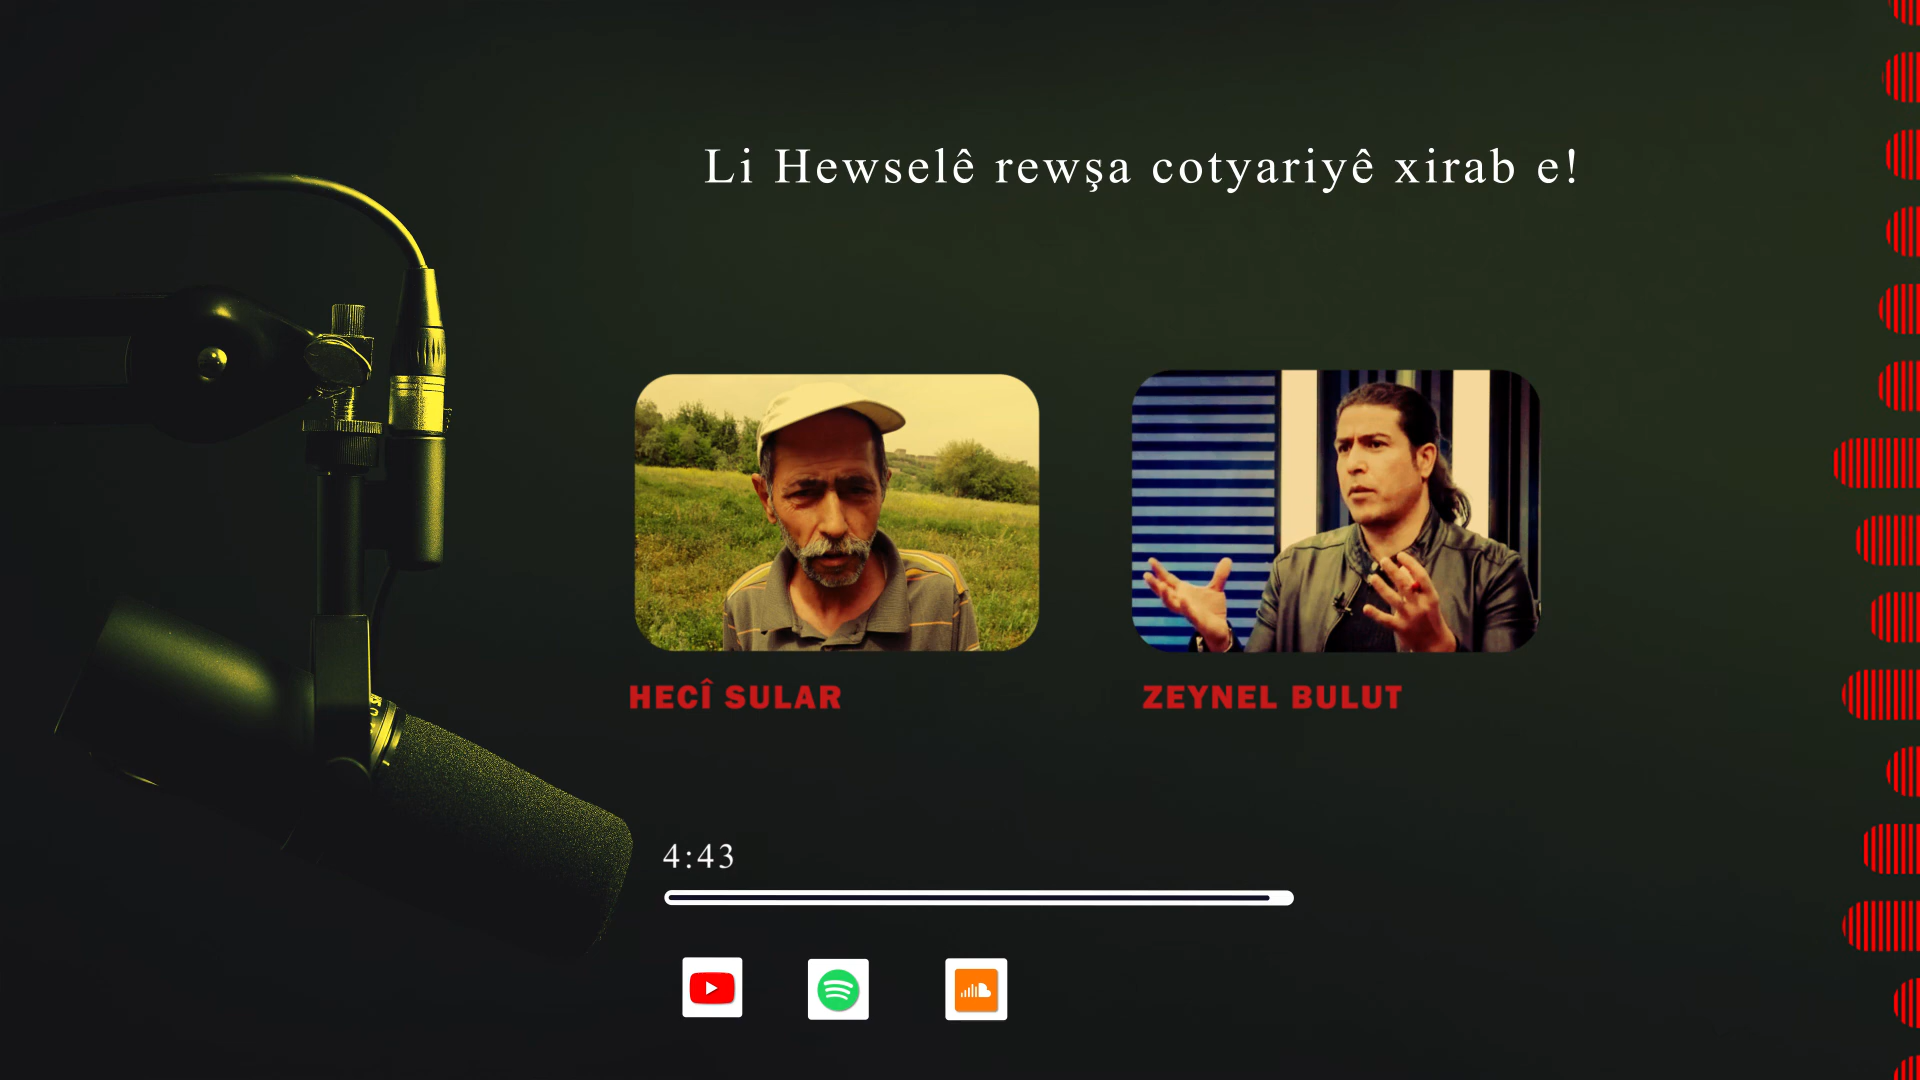 Li Hewselê rewşa cotyariyê xirab e!
HECÎ SULAR
ZEYNEL BULUT
4:43